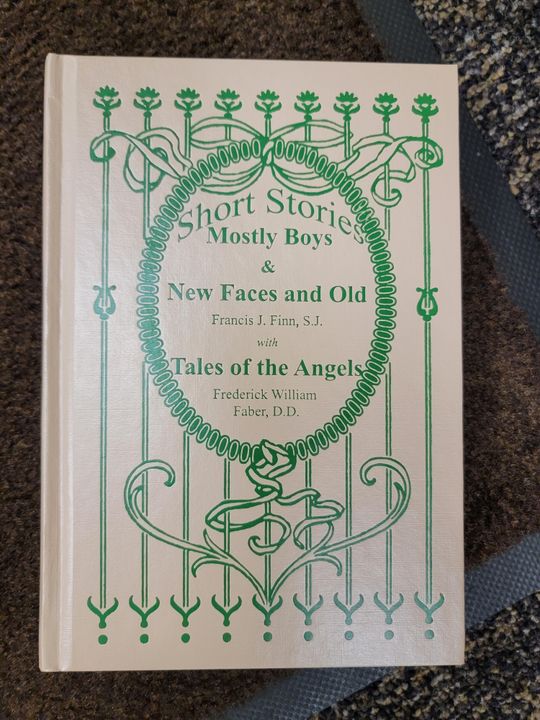 Short Stories
Mostly Boys
&
New Faces and Old
Francis J. Finn, S.J.
with
Tales of the Angels
Frederick William
Faber, D.D.